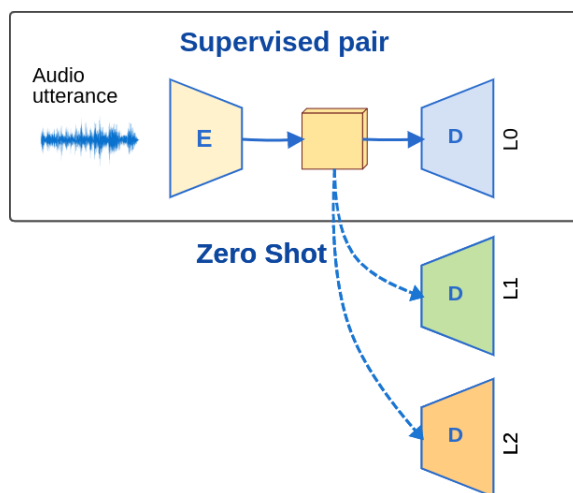 Supervised pair
Audio
utterance
E
D
L0
Zero Shot
D
L1
D
L2